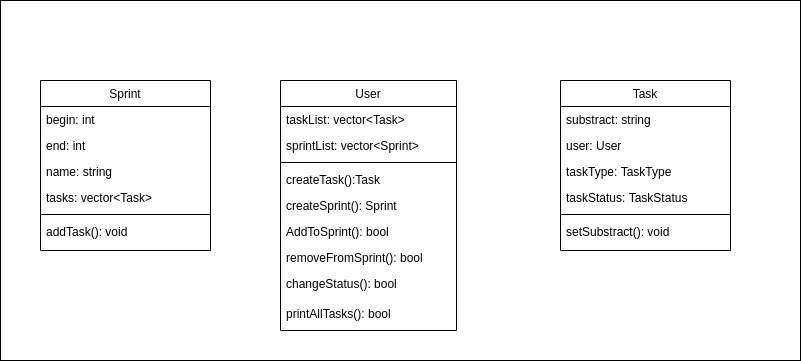 Sprint
begin: int
end: int
name: string
tasks: vector<Task>
addTask(): void
User
taskList: vector<Task>
sprintList: vector<Sprint>
createTask():Task
createSprint(): Sprint
AddToSprint(): bool
removeFromSprint(): bool
changeStatus(): bool
printAllTasks(): bool
Task
substract: string
user: User
taskType: TaskType
taskStatus: TaskStatus
setSubstract(): void